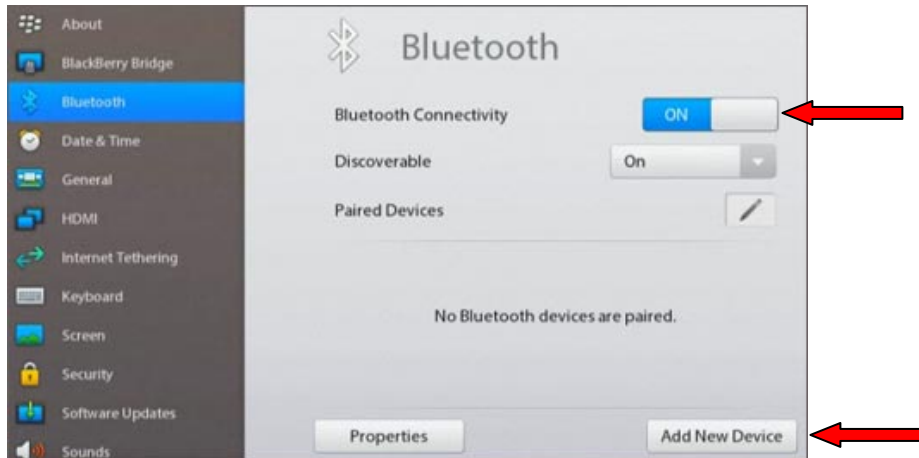 About
BlackBerry Bridge
Bluetooth
Date & Time
General
HDMI
Internet Tethering
Keyboard
Screen
Security
Software Updates
Sounds
Bluetooth
Bluetooth Connectivity ON
Discoverable On
Paired Devices
No Bluetooth devices are paired.
Properties Add New Device